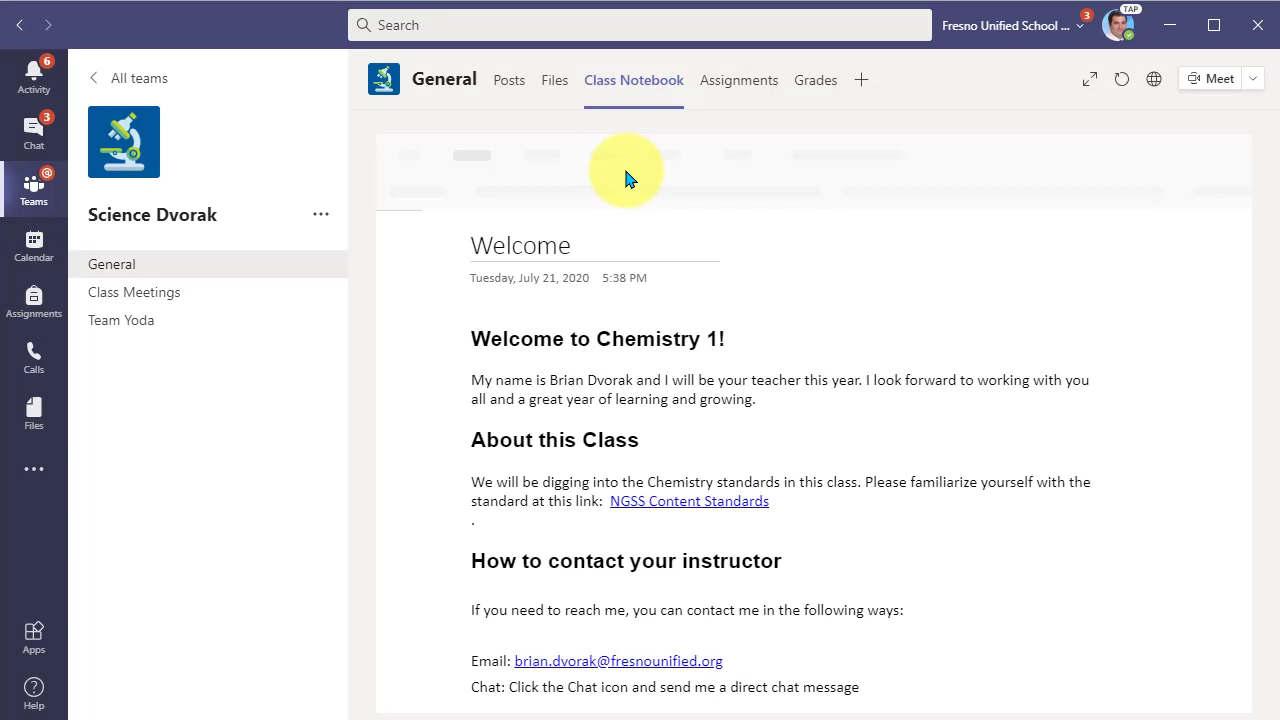 Search
Fresno Unified School ...
3
TAP
6
Activity
3
Chat
@
Teams
Calendar
Assignments
Calls
Files
Apps
Help
All teams
Science Dvorak
General
Class Meetings
Team Yoda
General
Posts
Files
Class Notebook
Assignments
Grades
Meet
Welcome
Tuesday, July 21, 2020 5:38 PM
Welcome to Chemistry 1!
My name is Brian Dvorak and I will be your teacher this year. I look forward to working with you
all and a great year of learning and growing.
About this Class
We will be digging into the Chemistry standards in this class. Please familiarize yourself with the
standard at this link: NGSS Content Standards
.
How to contact your instructor
If you need to reach me, you can contact me in the following ways:
Email: brian.dvorak@fresnounified.org
Chat: Click the Chat icon and send me a direct chat message